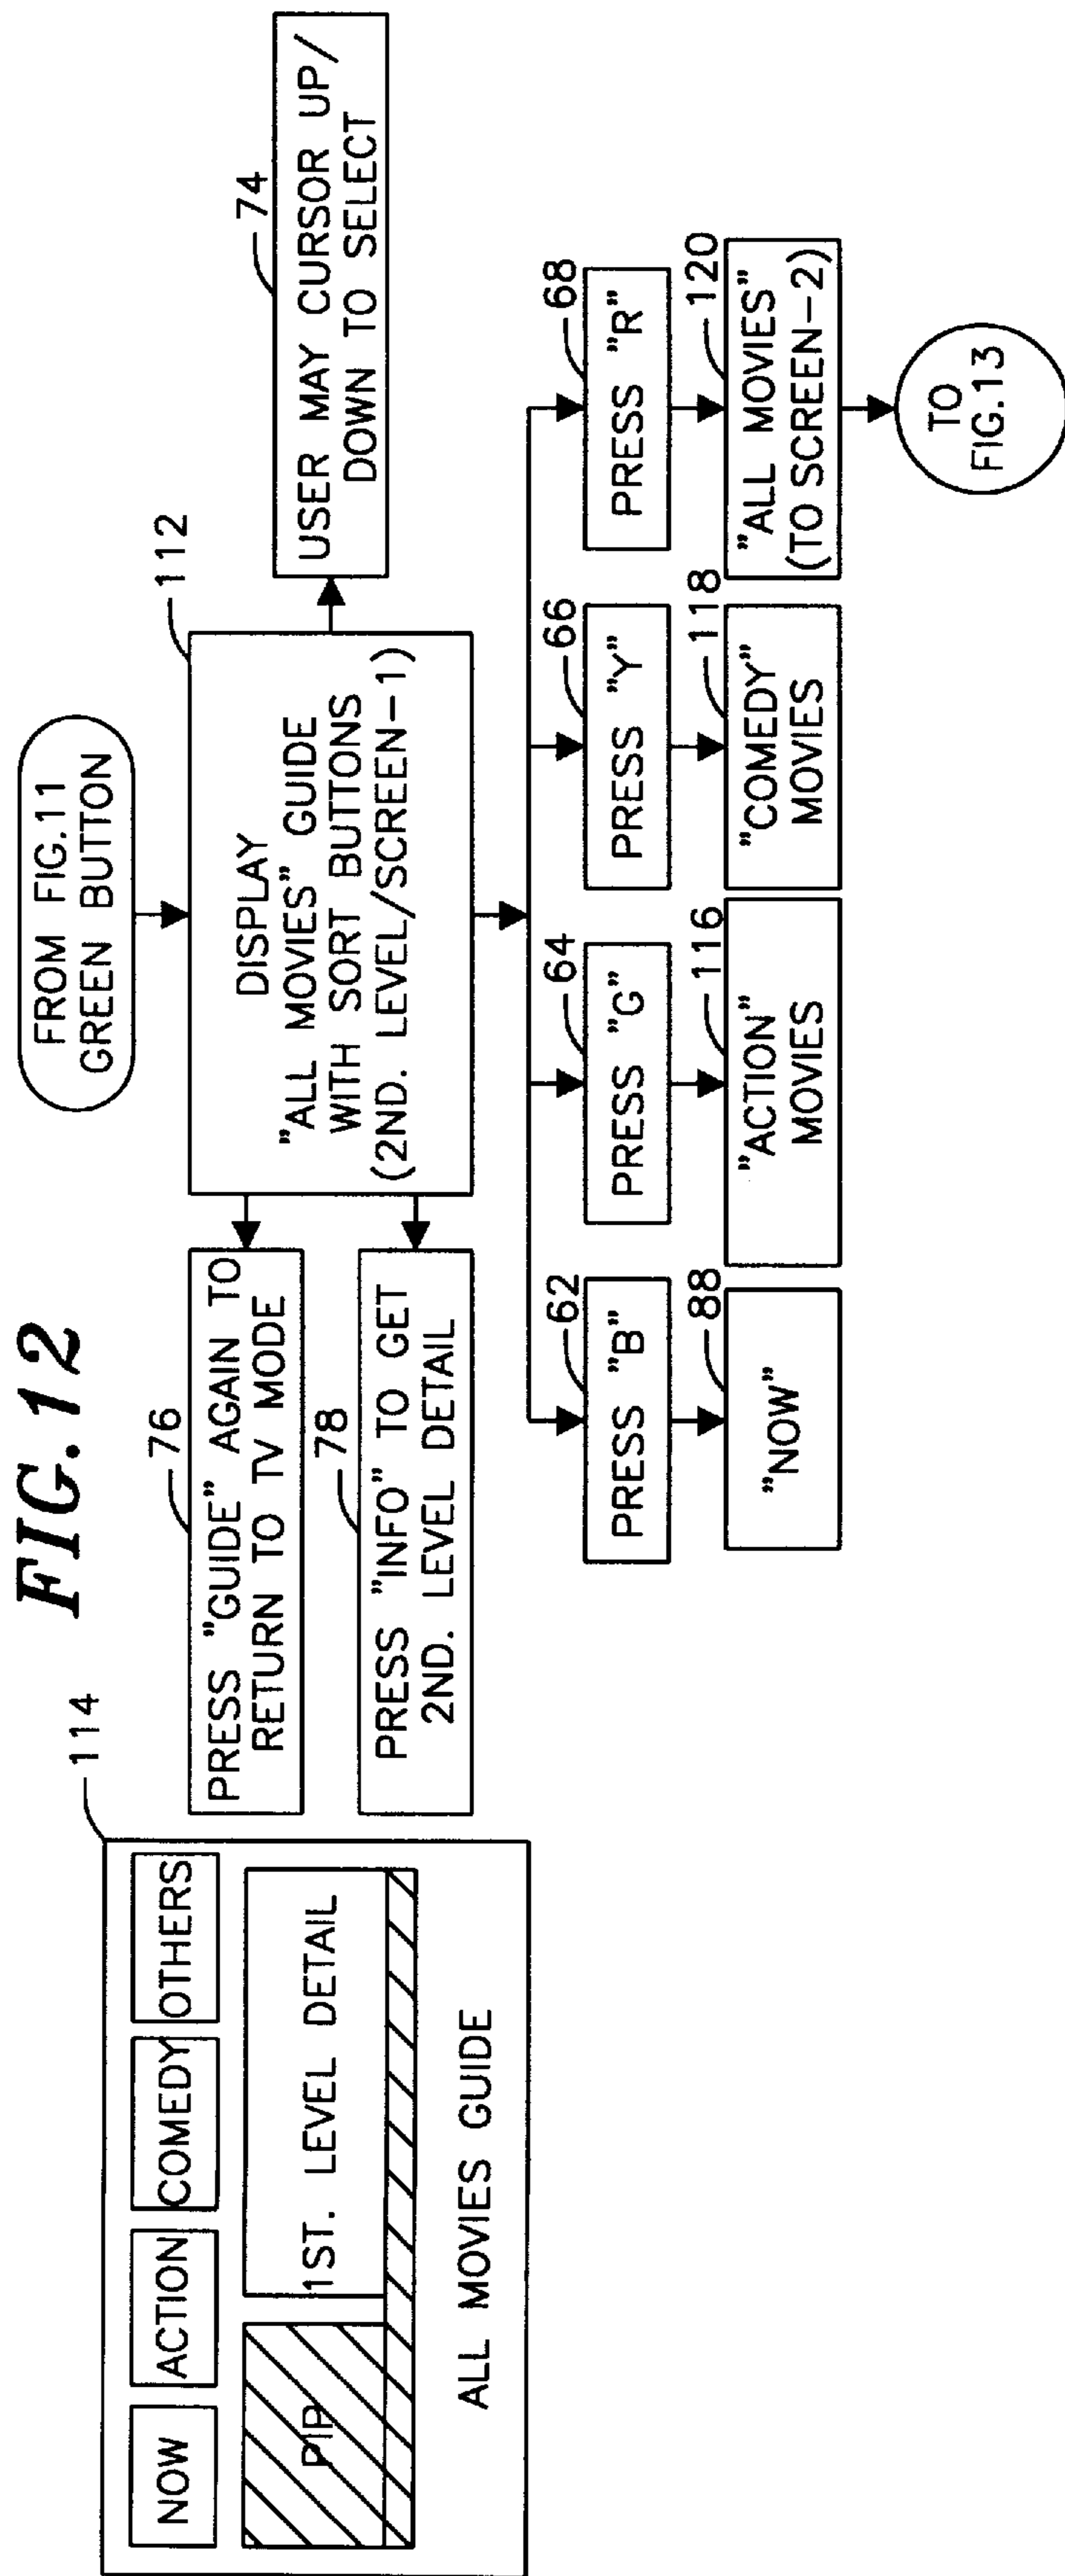 FIG.12
114
NOW
ACTION
COMEDY
OTHERS
PIP
1ST. LEVEL DETAIL
ALL MOVIES GUIDE
FROM FIG.11
GREEN BUTTON
76
PRESS "GUIDE" AGAIN TO
RETURN TO TV MODE
78
PRESS "INFO" TO GET
2ND. LEVEL DETAIL
112
DISPLAY
"ALL MOVIES" GUIDE
WITH SORT BUTTONS
(2ND. LEVEL/SCREEN-1)
74
USER MAY CURSOR UP/
DOWN TO SELECT
62
PRESS "B"
64
PRESS "G"
66
PRESS "Y"
68
PRESS "R"
88
"NOW"
116
"ACTION"
MOVIES
118
"COMEDY"
MOVIES
120
"ALL MOVIES"
(TO SCREEN-2)
TO
FIG.13